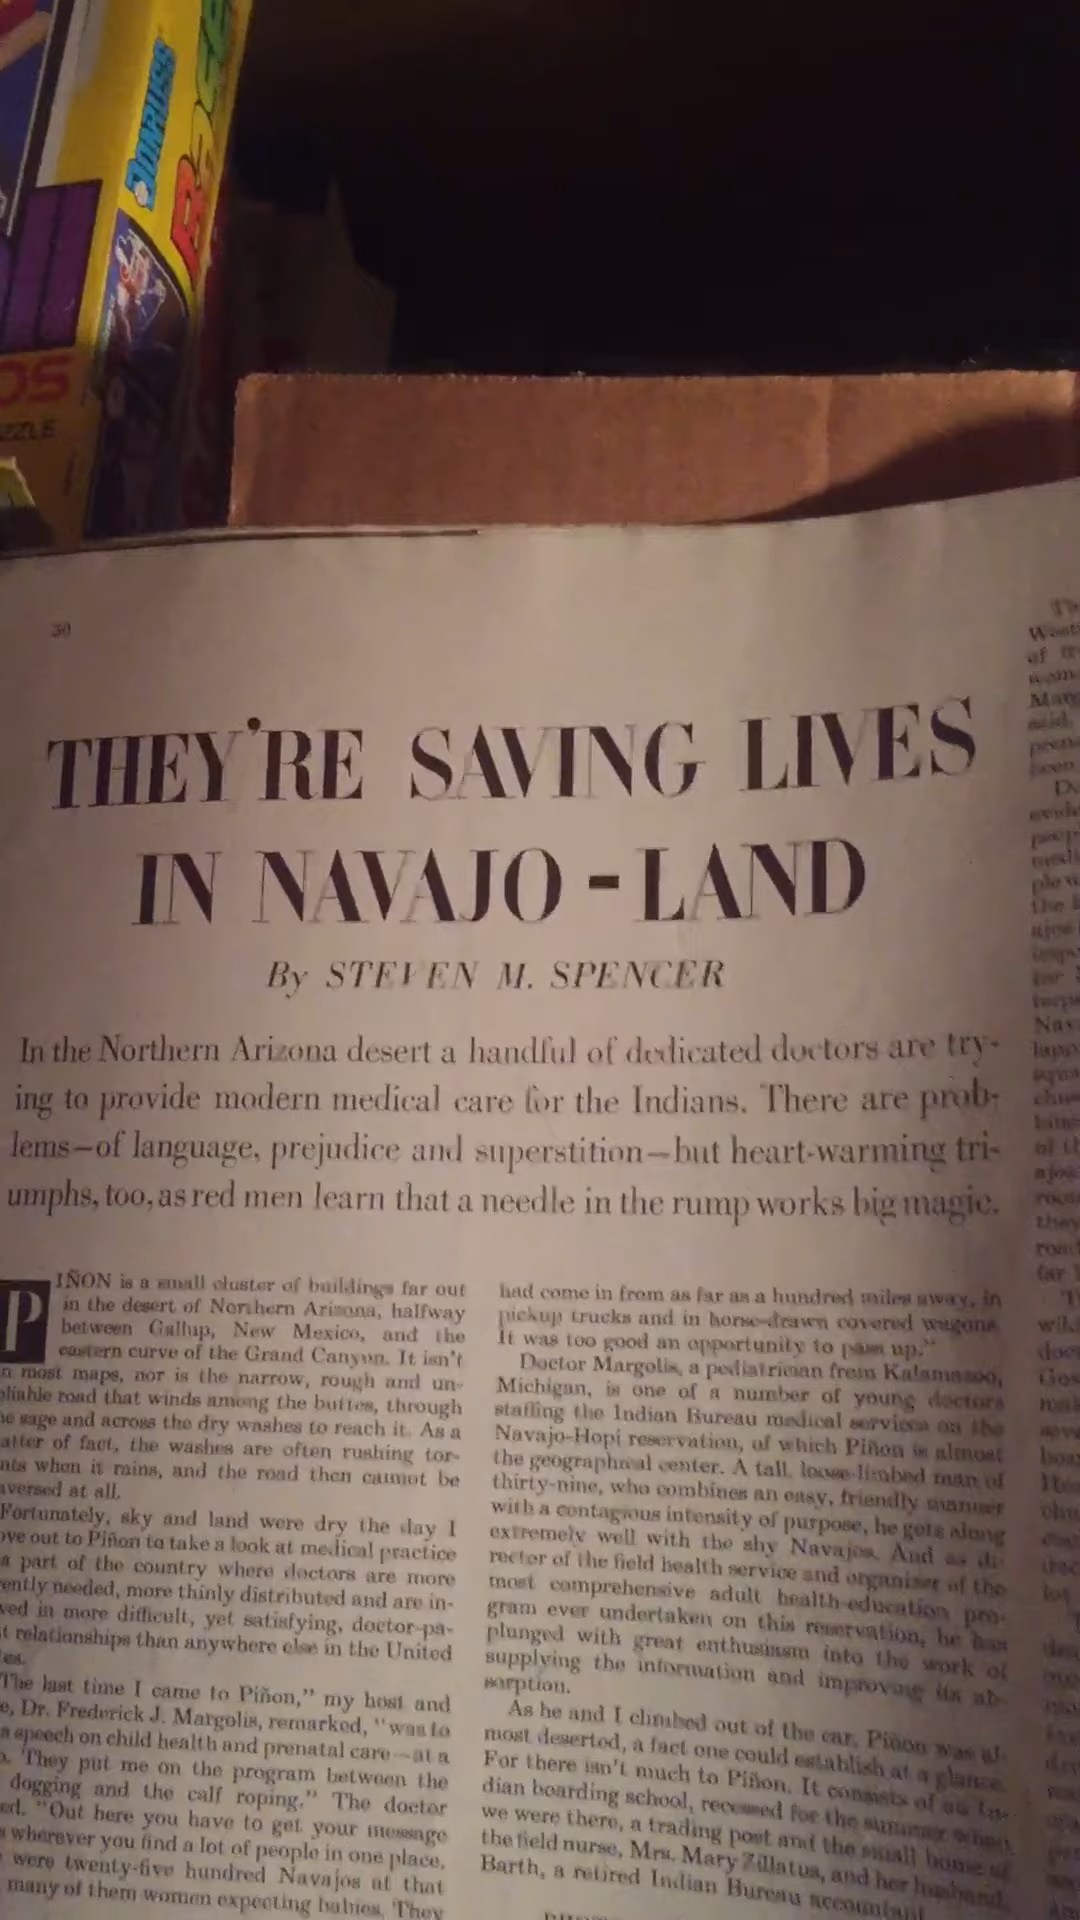 DONRUSS
OS
ZZLE
30
THEY'RE SAVING LIVES
IN NAVAJO-LAND
By STEVEN M. SPENCER
In the Northern Arizona desert a handful of dedicated doctors are try-
ing to provide modern medical care for the Indians. There are prob-
lems—of language, prejudice and superstition—but heart-warming tri-
umphs, too, as red men learn that a needle in the rump works big magic.
PIÑON is a small cluster of buildings far out
in the desert of Northern Arizona, halfway
between Gallup, New Mexico, and the
eastern curve of the Grand Canyon. It isn't
n most maps, nor is the narrow, rough and un-
liable road that winds among the buttes, through
he sage and across the dry washes to reach it. As a
atter of fact, the washes are often rushing tor-
nts when it rains, and the road then cannot be
aversed at all.
Fortunately, sky and land were dry the day I
ove out to Piñon to take a look at medical practice
a part of the country where doctors are more
ently needed, more thinly distributed and are in-
ved in more difficult, yet satisfying, doctor-pa-
t relationships than anywhere else in the United
es.
The last time I came to Piñon," my host and
e, Dr. Frederick J. Margolis, remarked, "was to
a speech on child health and prenatal care—at a
o. They put me on the program between the
dogging and the calf roping." The doctor
ed. "Out here you have to get your message
s wherever you find a lot of people in one place.
were twenty-five hundred Navajos at that
many of them women expecting babies. They
had come in from as far as a hundred miles away, in
pickup trucks and in horse-drawn covered wagons.
It was too good an opportunity to pass up."
Doctor Margolis, a pediatrician from Kalamazoo,
Michigan, is one of a number of young doctors
staffing the Indian Bureau medical services on the
Navajo-Hopi reservation, of which Piñon is almost
the geographical center. A tall, loose-limbed man of
thirty-nine, who combines an easy, friendly manner
with a contagious intensity of purpose, he gets along
extremely well with the shy Navajos. And as di-
rector of the field health service and organizer of the
most comprehensive adult health-education pro-
gram ever undertaken on this reservation, he has
plunged with great enthusiasm into the work of
supplying the information and improving its ab-
sorption.
As he and I climbed out of the car, Piñon was al-
most deserted, a fact one could establish at a glance.
For there isn't much to Piñon. It consists of an In-
dian boarding school, recessed for the summer when
we were there, a trading post and the small home of
the field nurse, Mrs. Mary Zillatus, and her husband,
Barth, a retired Indian Bureau accountant